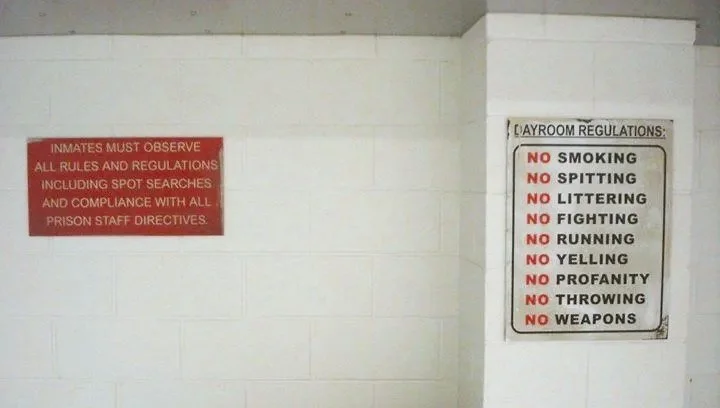 INMATES MUST OBSERVE
ALL RULES AND REGULATIONS
INCLUDING SPOT SEARCHES
AND COMPLIANCE WITH ALL
PRISON STAFF DIRECTIVES.
DAYROOM REGULATIONS:
NO SMOKING
NO SPITTING
NO LITTERING
NO FIGHTING
NO RUNNING
NO YELLING
NO PROFANITY
NO THROWING
NO WEAPONS